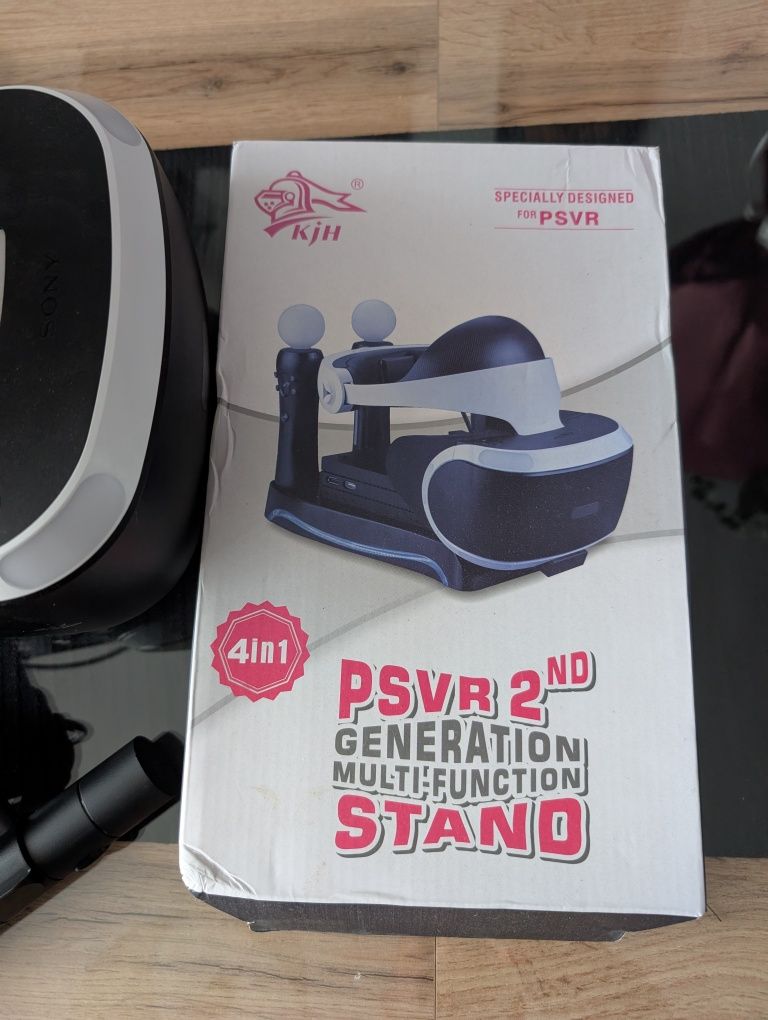 SONY
®
KJH
SPECIALLY DESIGNED
FOR PSVR
4in1
PSVR 2ND
GENERATION
MULTI-FUNCTION
STAND